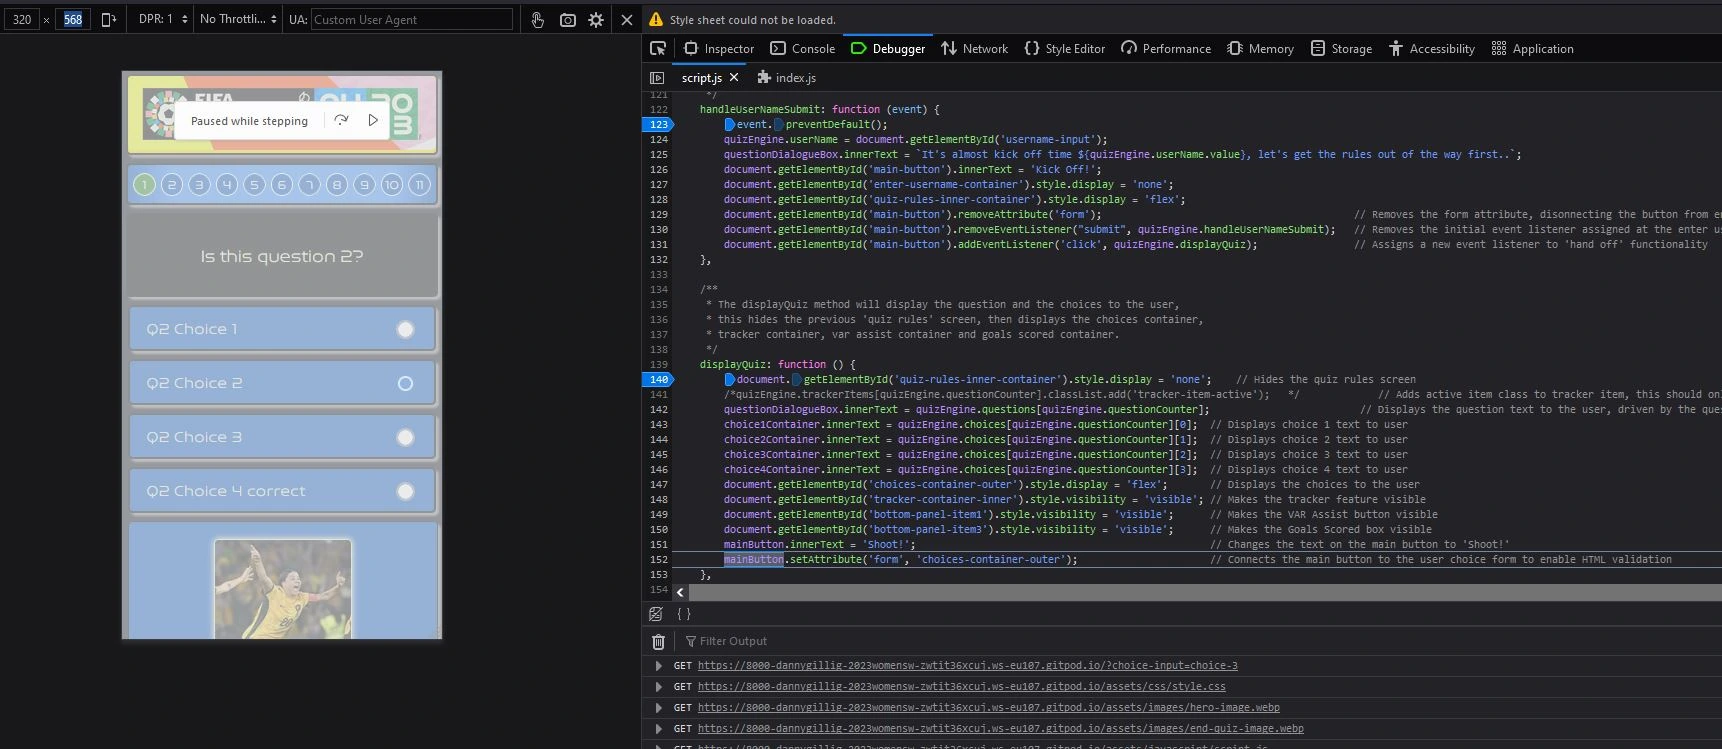 320 × 568 DPR: 1 No Throttli... UA: Custom User Agent
Style sheet could not be loaded.
Inspector Console Debugger Network Style Editor Performance Memory Storage Accessibility Application
script.js index.js
FIFA
Paused while stepping
1 2 3 4 5 6 7 8 9 10 11
Is this question 2?
Q2 Choice 1
Q2 Choice 2
Q2 Choice 3
Q2 Choice 4 correct
121 */
122 handleUserNameSubmit: function (event) {
123 event. preventDefault();
124 quizEngine.userName = document.getElementById('username-input');
125 questionDialogueBox.innerText = `It's almost kick off time ${quizEngine.userName.value}, let's get the rules out of the way first..`;
126 document.getElementById('main-button').innerText = 'Kick Off!';
127 document.getElementById('enter-username-container').style.display = 'none';
128 document.getElementById('quiz-rules-inner-container').style.display = 'flex';
129 document.getElementById('main-button').removeAttribute('form'); // Removes the form attribute, disonnecting the button from e
130 document.getElementById('main-button').removeEventListener("submit", quizEngine.handleUserNameSubmit); // Removes the initial event listener assigned at the enter u
131 document.getElementById('main-button').addEventListener('click', quizEngine.displayQuiz); // Assigns a new event listener to 'hand off' functionality
132 },
133
134 /**
135 * The displayQuiz method will display the question and the choices to the user,
136 * this hides the previous 'quiz rules' screen, then displays the choices container,
137 * tracker container, var assist container and goals scored container.
138 */
139 displayQuiz: function () {
140 document. getElementById('quiz-rules-inner-container').style.display = 'none'; // Hides the quiz rules screen
141 /*quizEngine.trackerItems[quizEngine.questionCounter].classList.add('tracker-item-active'); */ // Adds active item class to tracker item, this should on
142 questionDialogueBox.innerText = quizEngine.questions[quizEngine.questionCounter]; // Displays the question text to the user, driven by the que
143 choice1Container.innerText = quizEngine.choices[quizEngine.questionCounter][0]; // Displays choice 1 text to user
144 choice2Container.innerText = quizEngine.choices[quizEngine.questionCounter][1]; // Displays choice 2 text to user
145 choice3Container.innerText = quizEngine.choices[quizEngine.questionCounter][2]; // Displays choice 3 text to user
146 choice4Container.innerText = quizEngine.choices[quizEngine.questionCounter][3]; // Displays choice 4 text to user
147 document.getElementById('choices-container-outer').style.display = 'flex'; // Displays the choices to the user
148 document.getElementById('tracker-container-inner').style.visibility = 'visible'; // Makes the tracker feature visible
149 document.getElementById('bottom-panel-item1').style.visibility = 'visible'; // Makes the VAR Assist button visible
150 document.getElementById('bottom-panel-item3').style.visibility = 'visible'; // Makes the Goals Scored box visible
151 mainButton.innerText = 'Shoot!'; // Changes the text on the main button to 'Shoot!'
152 mainButton.setAttribute('form', 'choices-container-outer'); // Connects the main button to the user choice form to enable HTML validation
153 },
154
{ }
Filter Output
GET https://8000-dannygillig-2023womensw-zwtit36xcuj.ws-eu107.gitpod.io/?choice-input=choice-3
GET https://8000-dannygillig-2023womensw-zwtit36xcuj.ws-eu107.gitpod.io/assets/css/style.css
GET https://8000-dannygillig-2023womensw-zwtit36xcuj.ws-eu107.gitpod.io/assets/images/hero-image.webp
GET https://8000-dannygillig-2023womensw-zwtit36xcuj.ws-eu107.gitpod.io/assets/images/end-quiz-image.webp